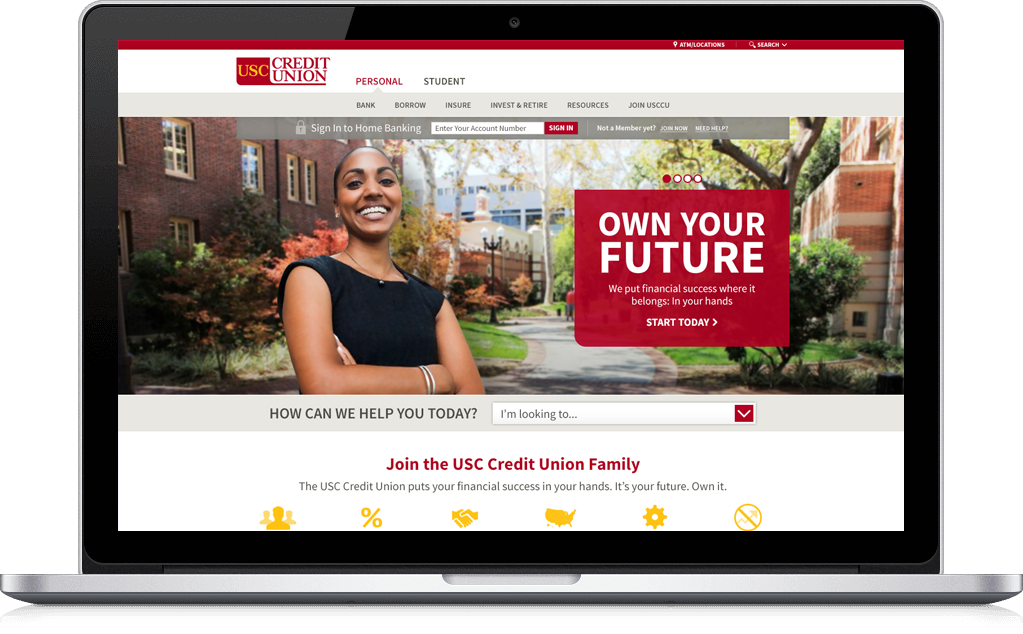 ATM/LOCATIONS
SEARCH
USC CREDIT UNION
PERSONAL STUDENT
BANK BORROW INSURE INVEST & RETIRE RESOURCES JOIN USCCU
Sign In to Home Banking Enter Your Account Number SIGN IN Not a Member yet? JOIN NOW NEED HELP?
OWN YOUR
FUTURE
We put financial success where it
belongs: In your hands
START TODAY
HOW CAN WE HELP YOU TODAY? I'm looking to...
Join the USC Credit Union Family
The USC Credit Union puts your financial success in your hands. It's your future. Own it.
%